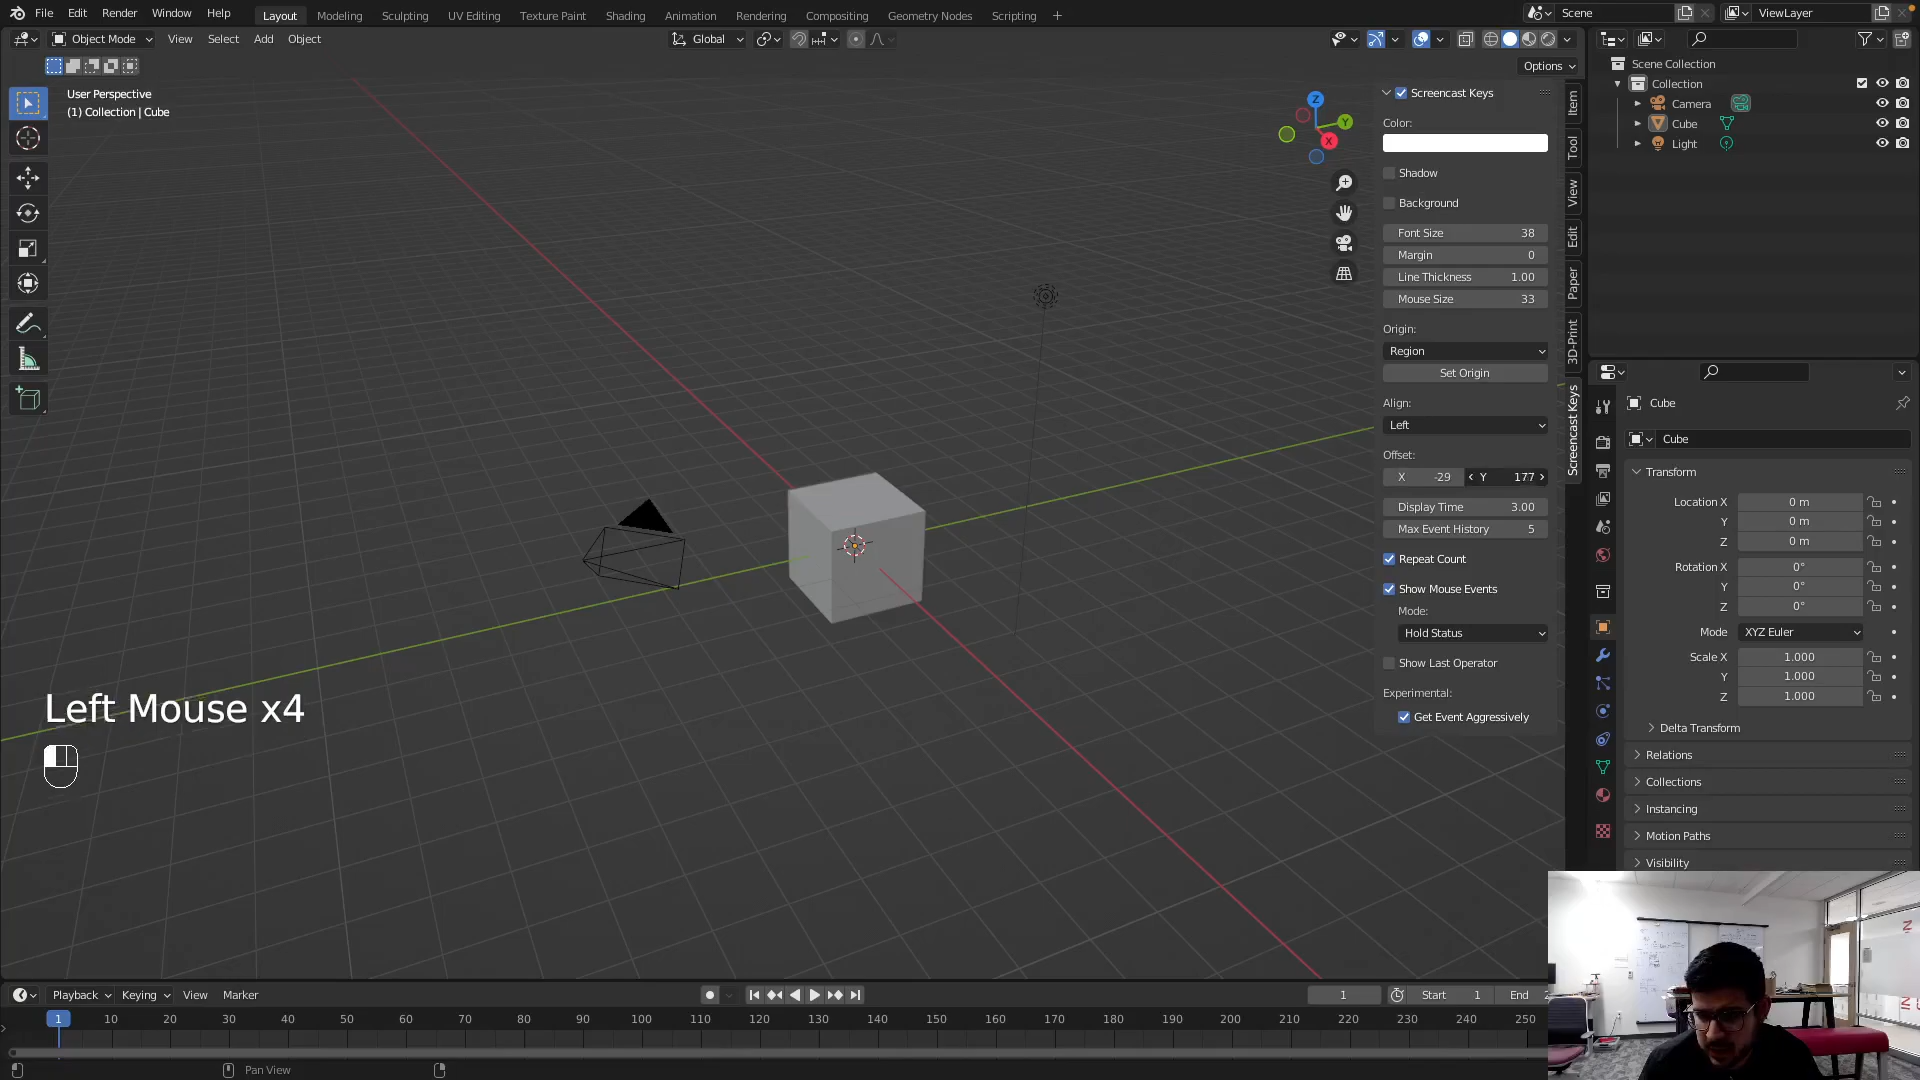 File Edit Render Window Help Layout Modeling Sculpting UV Editing Texture Paint Shading Animation Rendering Compositing Geometry Nodes Scripting + Scene ViewLayer
Object Mode View Select Add Object Global
Options
User Perspective
(1) Collection | Cube
Z
Y
X
Screencast Keys
Color:
Shadow
Background
Font Size 38
Margin 0
Line Thickness 1.00
Mouse Size 33
Origin:
Region
Set Origin
Align:
Left
Offset:
X -29 Y 177
Display Time 3.00
Max Event History 5
Repeat Count
Show Mouse Events
Mode:
Hold Status
Show Last Operator
Experimental:
Get Event Aggressively
Item
Tool
View
Edit
Paper
3D-Print
Screencast Keys
Scene Collection
Collection
Camera
Cube
Light
Cube
Cube
Transform
Location X 0 m
Y 0 m
Z 0 m
Rotation X 0°
Y 0°
Z 0°
Mode XYZ Euler
Scale X 1.000
Y 1.000
Z 1.000
Delta Transform
Relations
Collections
Instancing
Motion Paths
Visibility
Left Mouse x4
Playback Keying View Marker 1 Start 1 End 2
1 10 20 30 40 50 60 70 80 90 100 110 120 130 140 150 160 170 180 190 200 210 220 230 240 250
Pan View